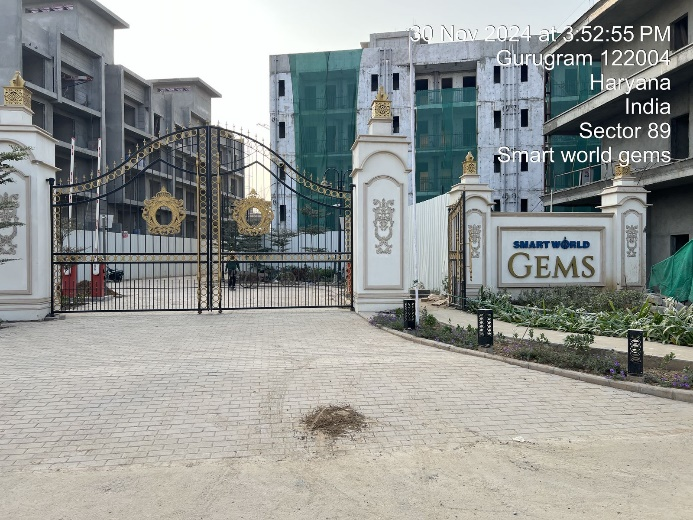 30 Nov 2024 at 3:52:55 PM
Gurugram 122004
Haryana
India
Sector 89
Smart world gems
SMARTWORLD
GEMS